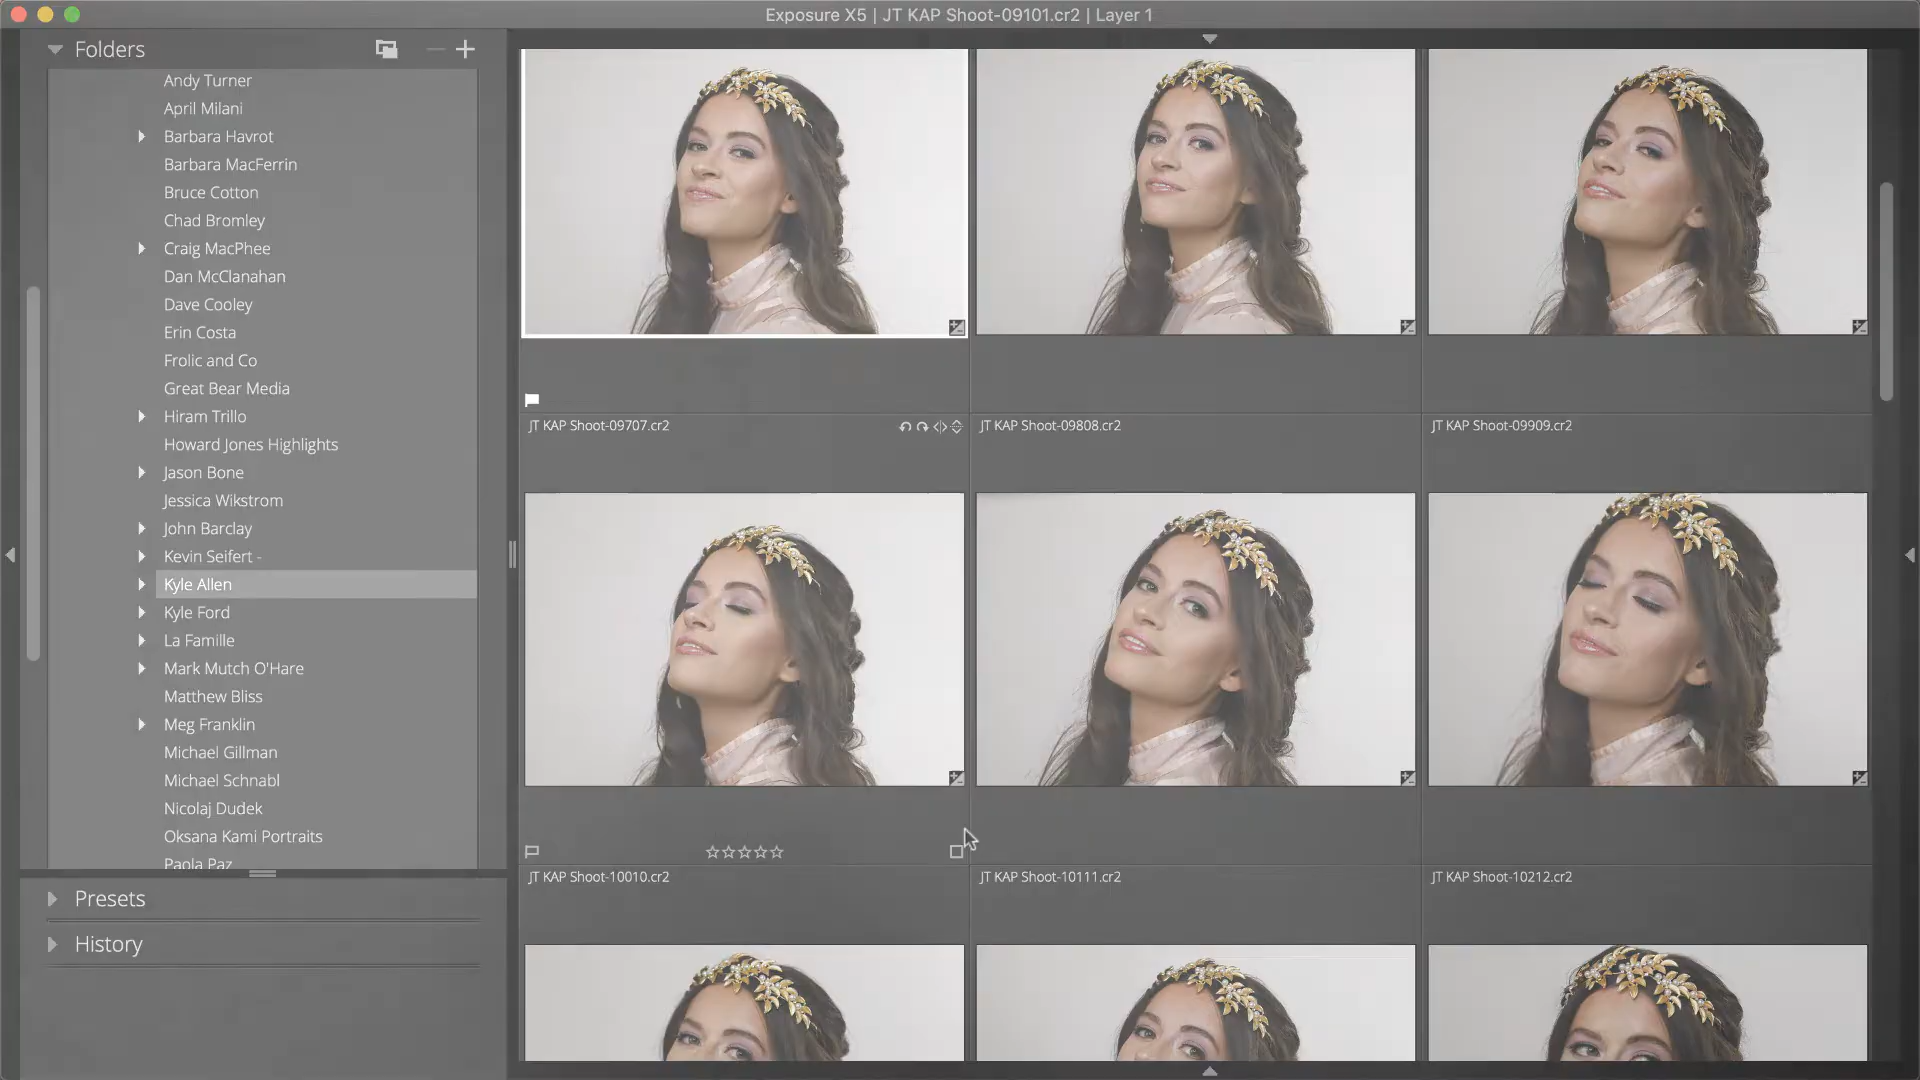 Exposure X5 | JT KAP Shoot-09101.cr2 | Layer 1
Folders
Andy Turner
April Milani
Barbara Havrot
Barbara MacFerrin
Bruce Cotton
Chad Bromley
Craig MacPhee
Dan McClanahan
Dave Cooley
Erin Costa
Frolic and Co
Great Bear Media
Hiram Trillo
Howard Jones Highlights
Jason Bone
Jessica Wikstrom
John Barclay
Kevin Seifert -
Kyle Allen
Kyle Ford
La Famille
Mark Mutch O'Hare
Matthew Bliss
Meg Franklin
Michael Gillman
Michael Schnabl
Nicolaj Dudek
Oksana Kami Portraits
Paola Paz
Presets
History
JT KAP Shoot-09707.cr2
JT KAP Shoot-09808.cr2
JT KAP Shoot-09909.cr2
JT KAP Shoot-10010.cr2
JT KAP Shoot-10111.cr2
JT KAP Shoot-10212.cr2